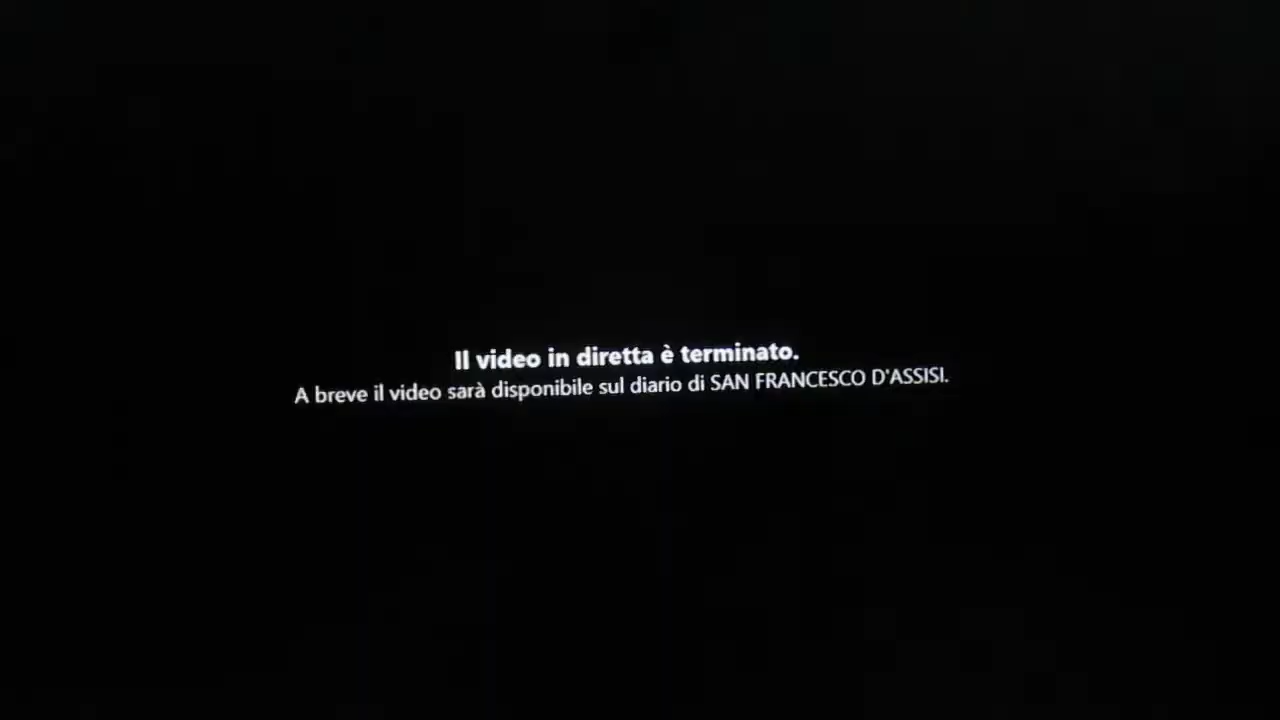 Il video in diretta è terminato.
A breve il video sarà disponibile sul diario di SAN FRANCESCO D'ASSISI.